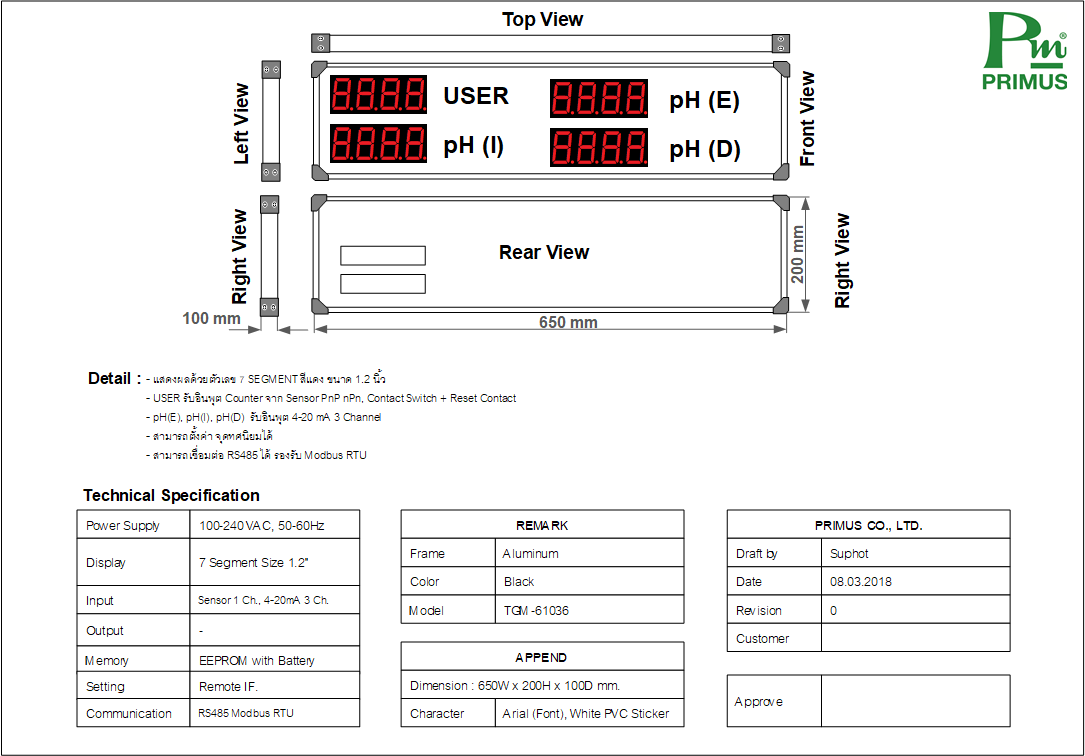 Top View
Pm®
PRIMUS
Left View
8.8.8.8. USER
8.8.8.8. pH (E)
8.8.8.8. pH (I)
8.8.8.8. pH (D)
Front View
Right View
Rear View
200 mm
Right View
100 mm
650 mm
Detail : - แสดงผลด้วยตัวเลข 7 SEGMENT สีแดง ขนาด 1.2 นิ้ว
- USER รับอินพุต Counter จาก Sensor PnP nPn, Contact Switch + Reset Contact
- pH(E), pH(I), pH(D) รับอินพุต 4-20 mA 3 Channel
- สามารถตั้งค่า จุดทศนิยมได้
- สามารถเชื่อมต่อ RS485 ได้ รองรับ Modbus RTU
Technical Specification
Power Supply 100-240 VAC, 50-60Hz
Display 7 Segment Size 1.2"
Input Sensor 1 Ch., 4-20mA 3 Ch.
Output -
Memory EEPROM with Battery
Setting Remote IF.
Communication RS485 Modbus RTU
REMARK
Frame Aluminum
Color Black
Model TGM-61036
APPEND
Dimension : 650W x 200H x 100D mm.
Character Arial (Font), White PVC Sticker
PRIMUS CO., LTD.
Draft by Suphot
Date 08.03.2018
Revision 0
Customer
Approve